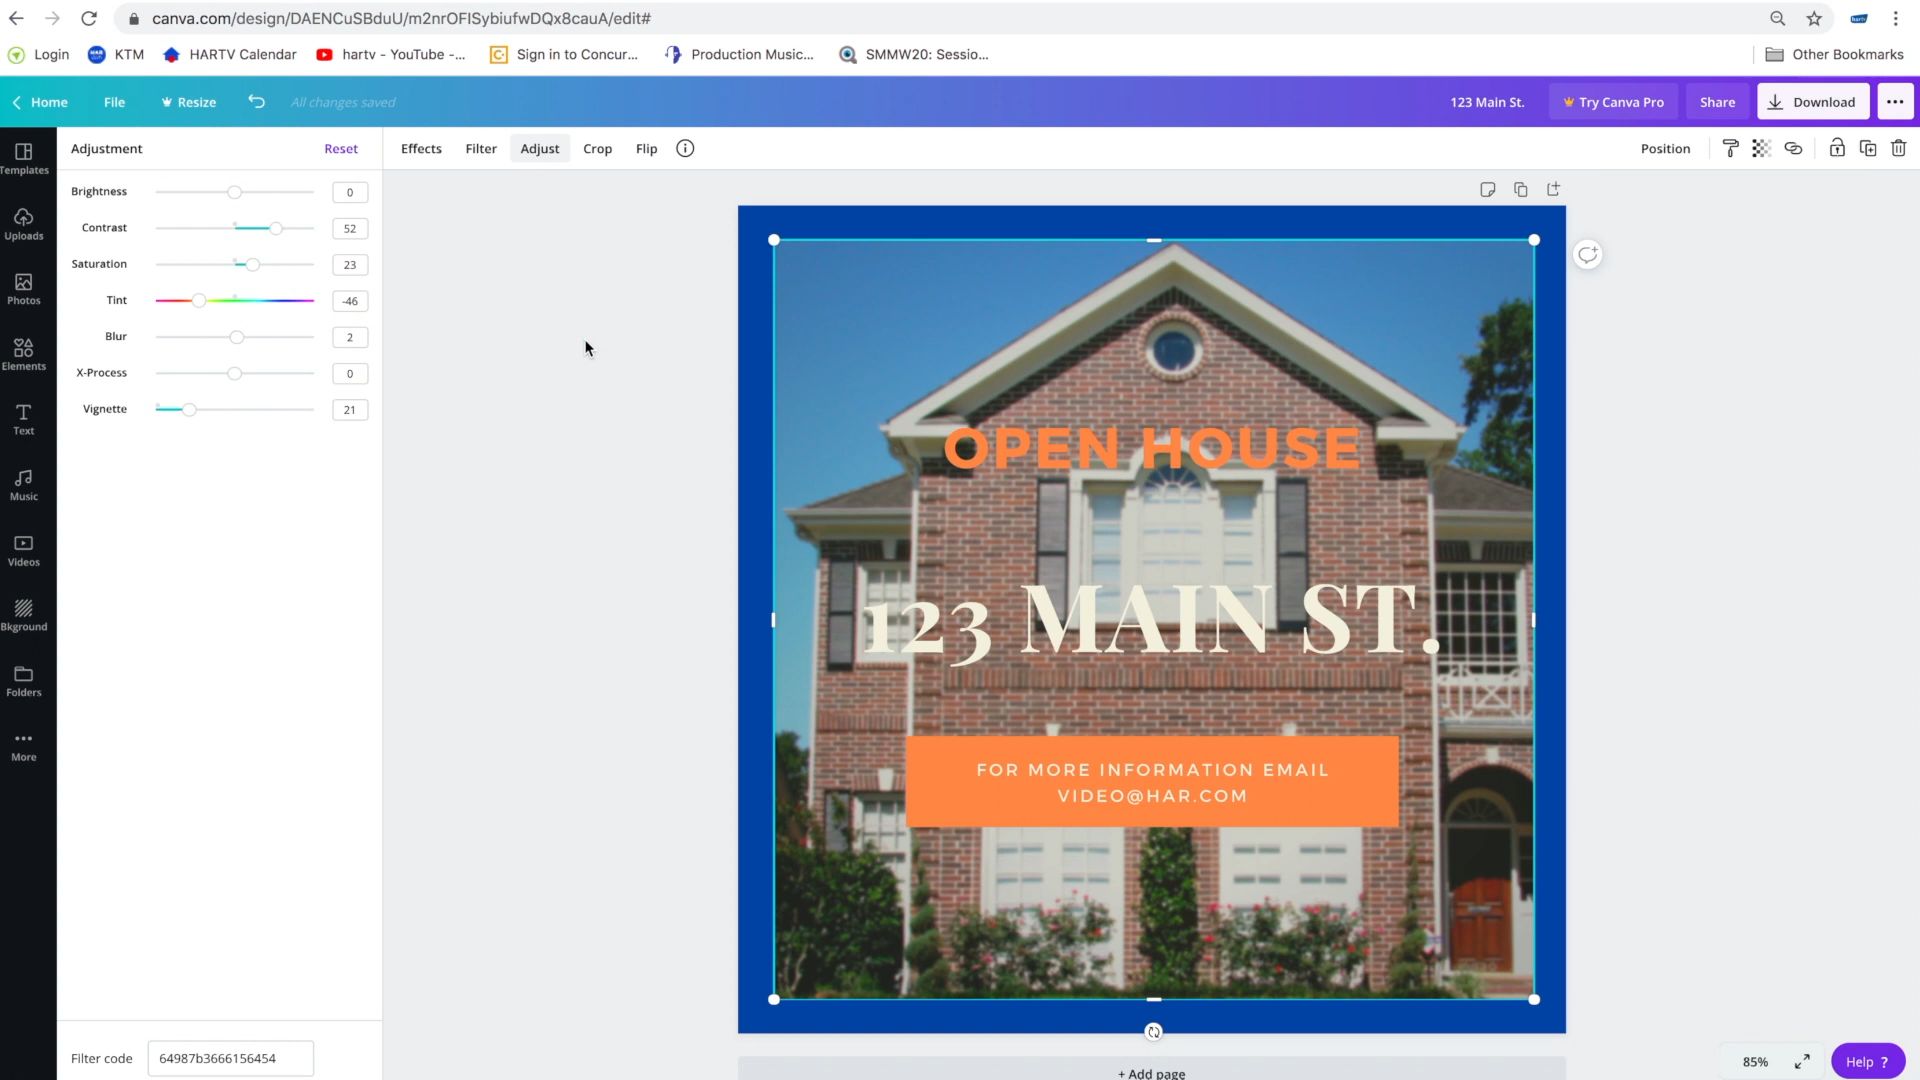 canva.com/design/DAENCuSBduU/m2nrOFISybiufwDQx8cauA/edit#
Login KTM HARTV Calendar hartv - YouTube -... Sign in to Concur... Production Music... SMMW20: Sessio... Other Bookmarks
Home File Resize All changes saved 123 Main St. Try Canva Pro Share Download
Adjustment Reset Effects Filter Adjust Crop Flip Position
Templates
Uploads
Photos
Elements
Text
Music
Videos
Bkground
Folders
More
Brightness 0
Contrast 52
Saturation 23
Tint -46
Blur 2
X-Process 0
Vignette 21
Filter code 64987b3666156454
OPEN HOUSE
123 MAIN ST.
FOR MORE INFORMATION EMAIL
VIDEO@HAR.COM
+ Add page
85% Help ?